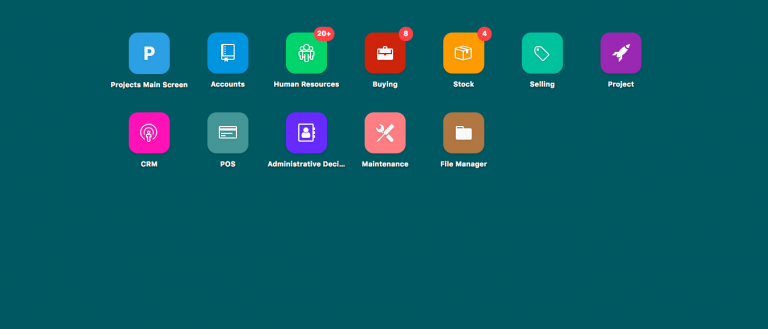 20+
8
4
P
Projects Main Screen
Accounts
Human Resources
Buying
Stock
Selling
Project
CRM
POS
Administrative Deci...
Maintenance
File Manager